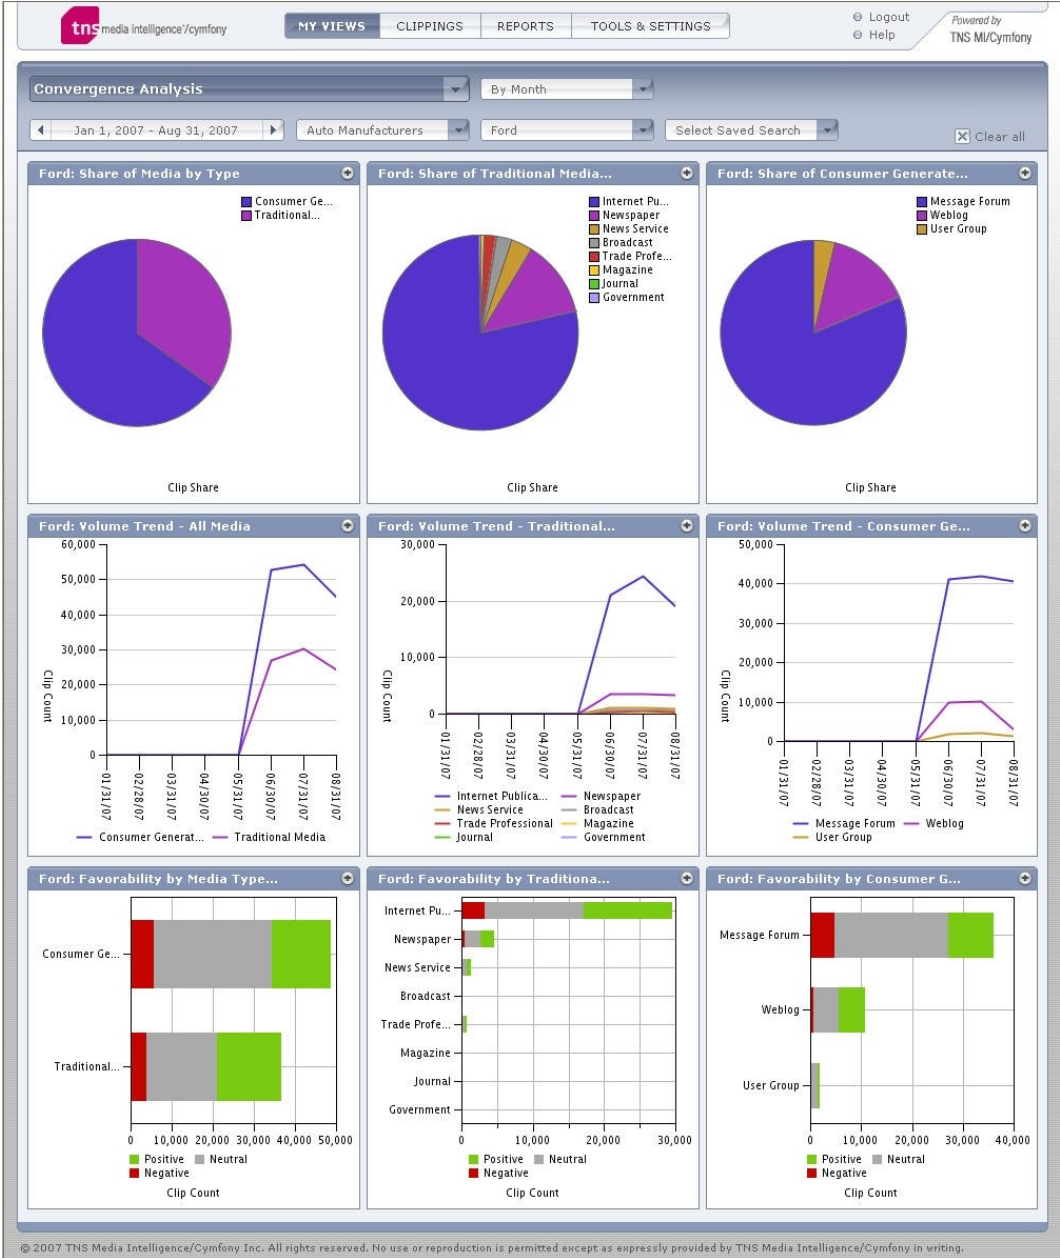 tns media intelligence/cymfony
MY VIEWS CLIPPINGS REPORTS TOOLS & SETTINGS
Logout
Help
Powered by
TNS MI/Cymfony
Convergence Analysis By Month
Jan 1, 2007 - Aug 31, 2007 Auto Manufacturers Ford Select Saved Search Clear all
Ford: Share of Media by Type
Consumer Ge...
Traditional...
Clip Share
Ford: Share of Traditional Media...
Internet Pu...
Newspaper
News Service
Broadcast
Trade Profe...
Magazine
Journal
Government
Clip Share
Ford: Share of Consumer Generate...
Message Forum
Weblog
User Group
Clip Share
Ford: Volume Trend - All Media
60,000
50,000
40,000
30,000
20,000
10,000
0
Clip Count
01/31/07 02/28/07 03/31/07 04/30/07 05/31/07 06/30/07 07/31/07 08/31/07
Consumer Generat... Traditional Media
Ford: Volume Trend - Traditional...
30,000
20,000
10,000
0
Clip Count
01/31/07 02/28/07 03/31/07 04/30/07 05/31/07 06/30/07 07/31/07 08/31/07
Internet Publica... Newspaper
News Service Broadcast
Trade Professional Magazine
Journal Government
Ford: Volume Trend - Consumer Ge...
50,000
40,000
30,000
20,000
10,000
0
Clip Count
01/31/07 02/28/07 03/31/07 04/30/07 05/31/07 06/30/07 07/31/07 08/31/07
Message Forum Weblog
User Group
Ford: Favorability by Media Type...
Consumer Ge...
Traditional...
0 10,000 20,000 30,000 40,000 50,000
Positive Neutral
Negative
Clip Count
Ford: Favorability by Traditiona...
Internet Pu...
Newspaper
News Service
Broadcast
Trade Profe...
Magazine
Journal
Government
0 10,000 20,000 30,000
Positive Neutral
Negative
Clip Count
Ford: Favorability by Consumer G...
Message Forum
Weblog
User Group
0 10,000 20,000 30,000 40,000
Positive Neutral
Negative
Clip Count
© 2007 TNS Media Intelligence/Cymfony Inc. All rights reserved. No use or reproduction is permitted except as expressly provided by TNS Media Intelligence/Cymfony in writing.